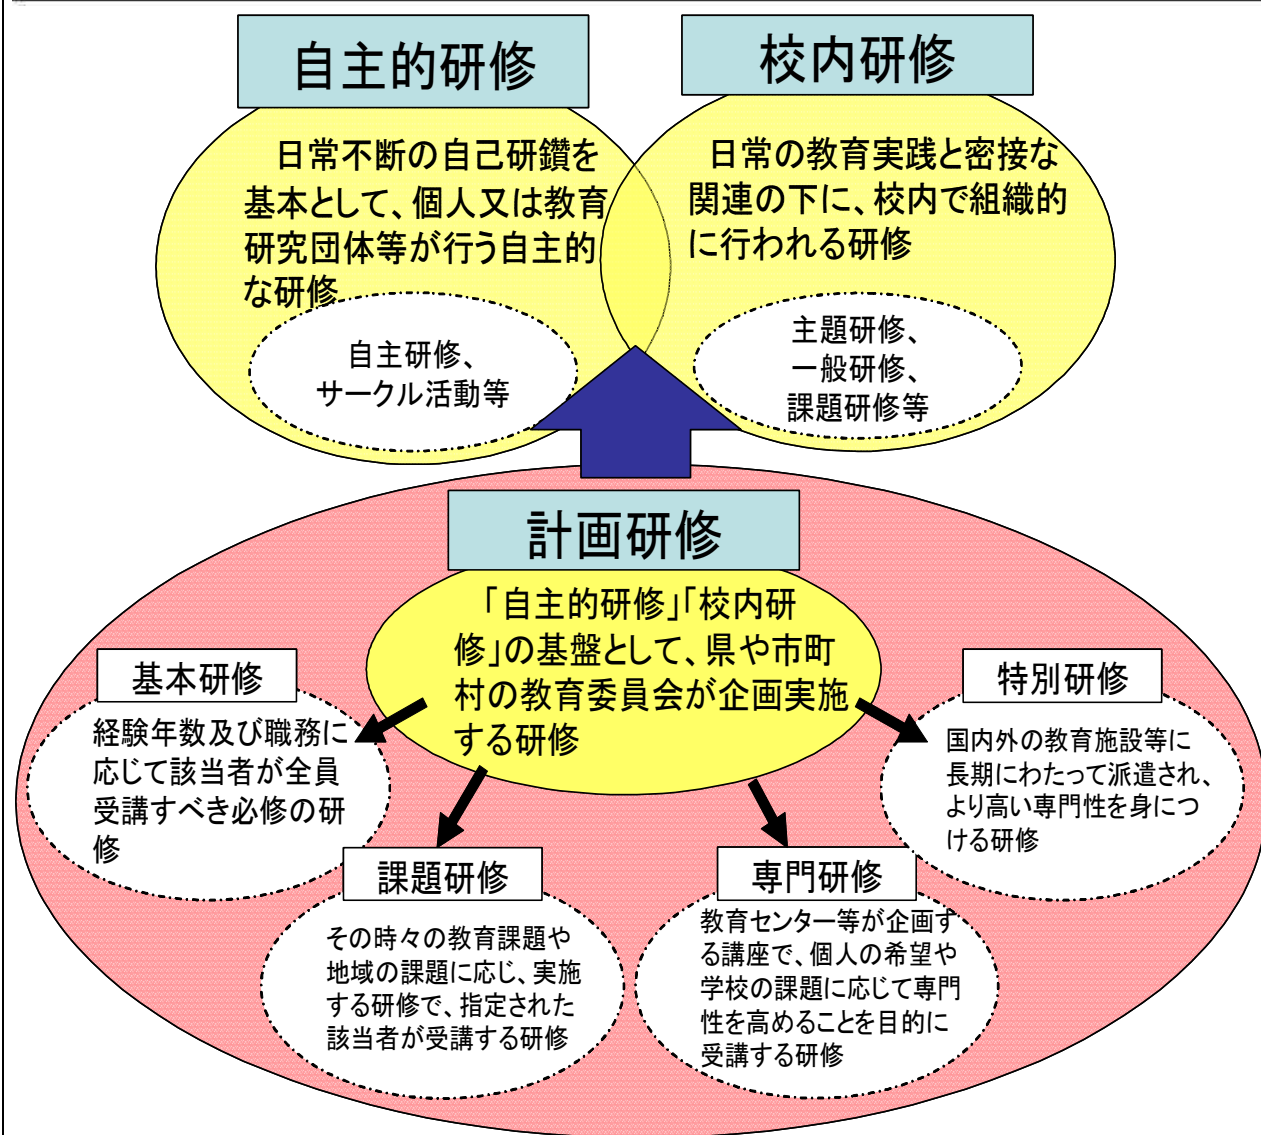 自主的研修
日常不断の自己研鑽を
基本として、個人又は教育
研究団体等が行う自主的
な研修
自主研修、
サークル活動等
校内研修
日常の教育実践と密接な
関連の下に、校内で組織的
に行われる研修
主題研修、
一般研修、
課題研修等
計画研修
「自主的研修」「校内研
修」の基盤として、県や市町
村の教育委員会が企画実施
する研修
基本研修
経験年数及び職務に
応じて該当者が全員
受講すべき必修の研
修
課題研修
その時々の教育課題や
地域の課題に応じ、実施
する研修で、指定された
該当者が受講する研修
専門研修
教育センター等が企画す
る講座で、個人の希望や
学校の課題に応じて専門
性を高めることを目的に
受講する研修
特別研修
国内外の教育施設等に
長期にわたって派遣され、
より高い専門性を身につ
ける研修